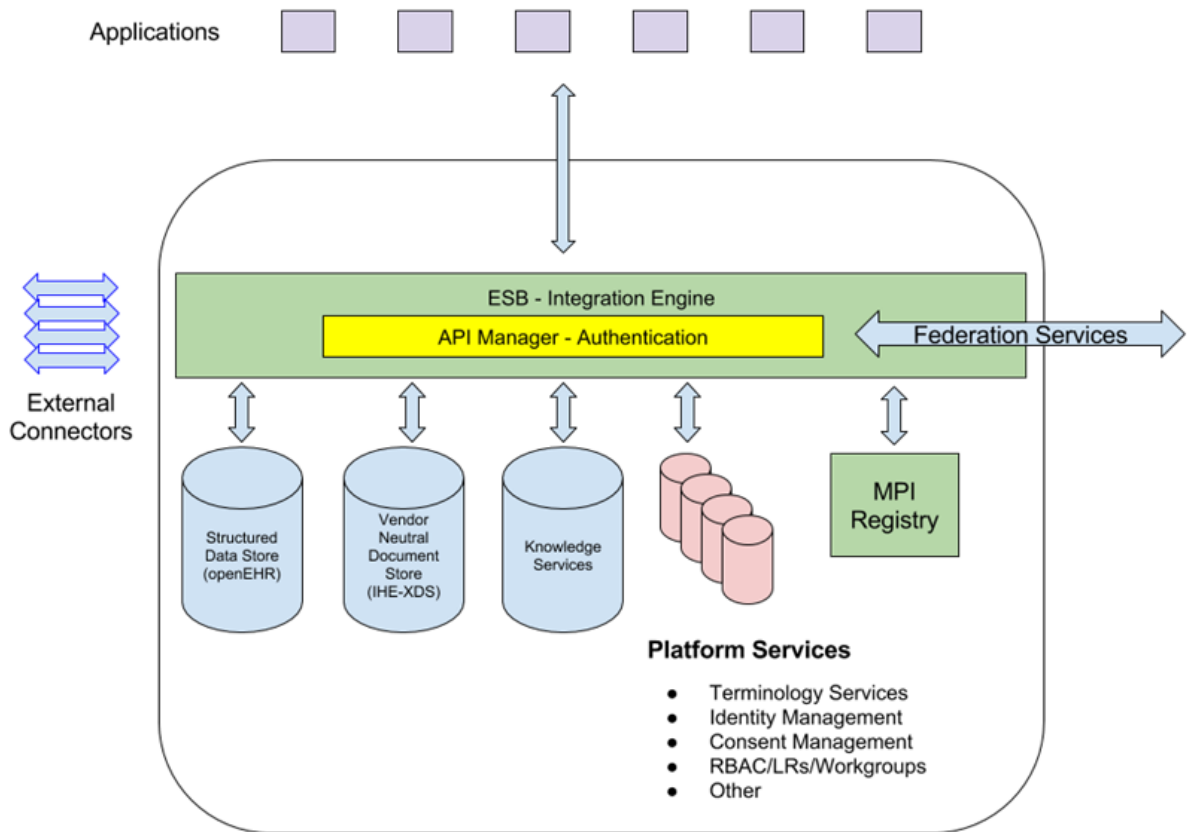 Applications
ESB - Integration Engine
API Manager - Authentication
Federation Services
External
Connectors
Structured
Data Store
(openEHR)
Vendor
Neutral
Document
Store
(IHE-XDS)
Knowledge
Services
MPI
Registry
Platform Services
● Terminology Services
● Identity Management
● Consent Management
● RBAC/LRs/Workgroups
● Other